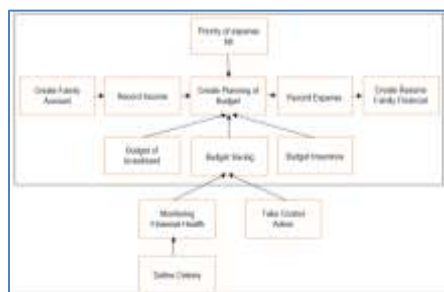 Priority of expense
Create Family
Account
Record Income
Create Planning of
Budget
Record Expense
Create Resume
Family Financial
Budget of
Investment
Budget Saving
Budget Insurance
Monitoring
Financial Health
Take Control
Action
Define Criteria